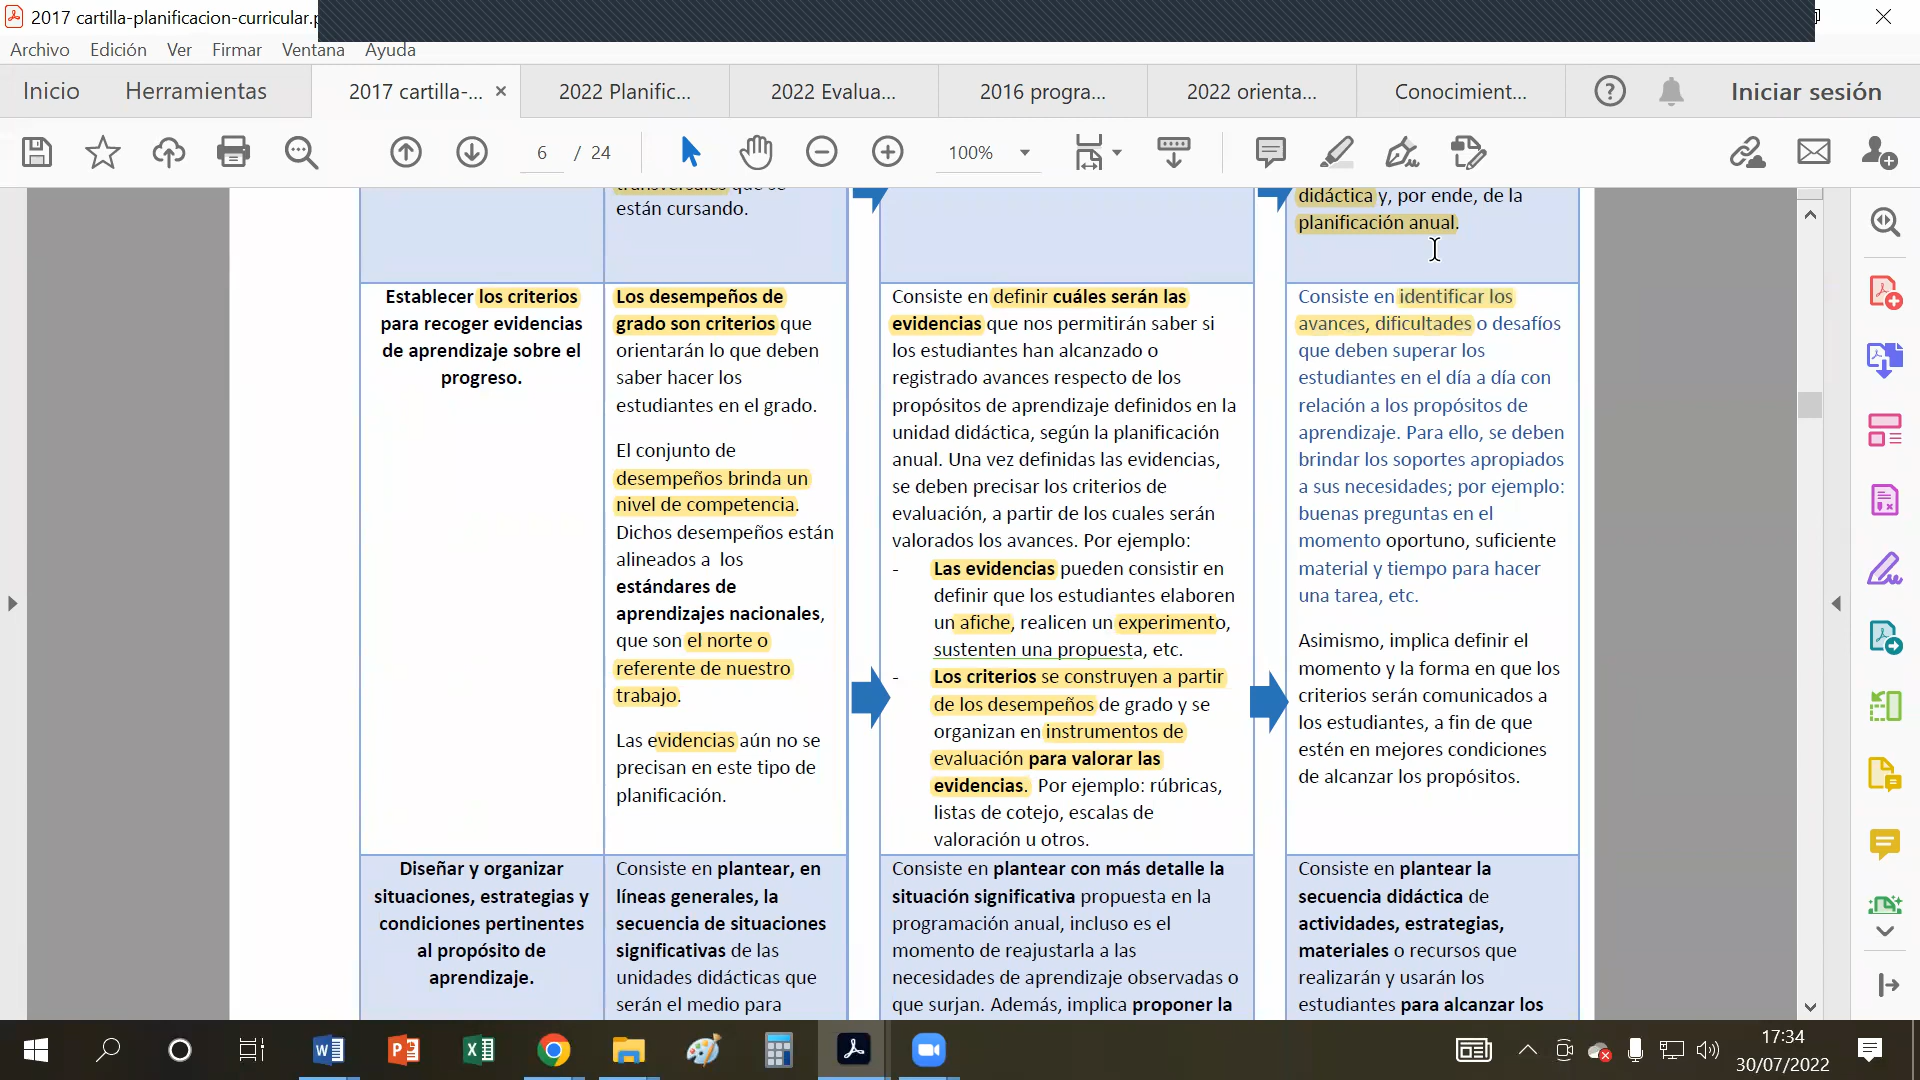 2017 cartilla-planificacion-curricular.p
Archivo Edición Ver Firmar Ventana Ayuda
Inicio Herramientas 2017 cartilla-... 2022 Planific... 2022 Evalua... 2016 progra... 2022 orienta... Conocimient... Iniciar sesión
6 / 24 100%
transversales que se
están cursando.
didáctica y, por ende, de la
planificación anual.
Establecer los criterios
para recoger evidencias
de aprendizaje sobre el
progreso.
Los desempeños de
grado son criterios que
orientarán lo que deben
saber hacer los
estudiantes en el grado.
El conjunto de
desempeños brinda un
nivel de competencia.
Dichos desempeños están
alineados a los
estándares de
aprendizajes nacionales,
que son el norte o
referente de nuestro
trabajo.
Las evidencias aún no se
precisan en este tipo de
planificación.
Consiste en definir cuáles serán las
evidencias que nos permitirán saber si
los estudiantes han alcanzado o
registrado avances respecto de los
propósitos de aprendizaje definidos en la
unidad didáctica, según la planificación
anual. Una vez definidas las evidencias,
se deben precisar los criterios de
evaluación, a partir de los cuales serán
valorados los avances. Por ejemplo:
- Las evidencias pueden consistir en
definir que los estudiantes elaboren
un afiche, realicen un experimento,
sustenten una propuesta, etc.
- Los criterios se construyen a partir
de los desempeños de grado y se
organizan en instrumentos de
evaluación para valorar las
evidencias. Por ejemplo: rúbricas,
listas de cotejo, escalas de
valoración u otros.
Consiste en identificar los
avances, dificultades o desafíos
que deben superar los
estudiantes en el día a día con
relación a los propósitos de
aprendizaje. Para ello, se deben
brindar los soportes apropiados
a sus necesidades; por ejemplo:
buenas preguntas en el
momento oportuno, suficiente
material y tiempo para hacer
una tarea, etc.
Asimismo, implica definir el
momento y la forma en que los
criterios serán comunicados a
los estudiantes, a fin de que
estén en mejores condiciones
de alcanzar los propósitos.
Diseñar y organizar
situaciones, estrategias y
condiciones pertinentes
al propósito de
aprendizaje.
Consiste en plantear, en
líneas generales, la
secuencia de situaciones
significativas de las
unidades didácticas que
serán el medio para
Consiste en plantear con más detalle la
situación significativa propuesta en la
programación anual, incluso es el
momento de reajustarla a las
necesidades de aprendizaje observadas o
que surjan. Además, implica proponer la
Consiste en plantear la
secuencia didáctica de
actividades, estrategias,
materiales o recursos que
realizarán y usarán los
estudiantes para alcanzar los
17:34
30/07/2022